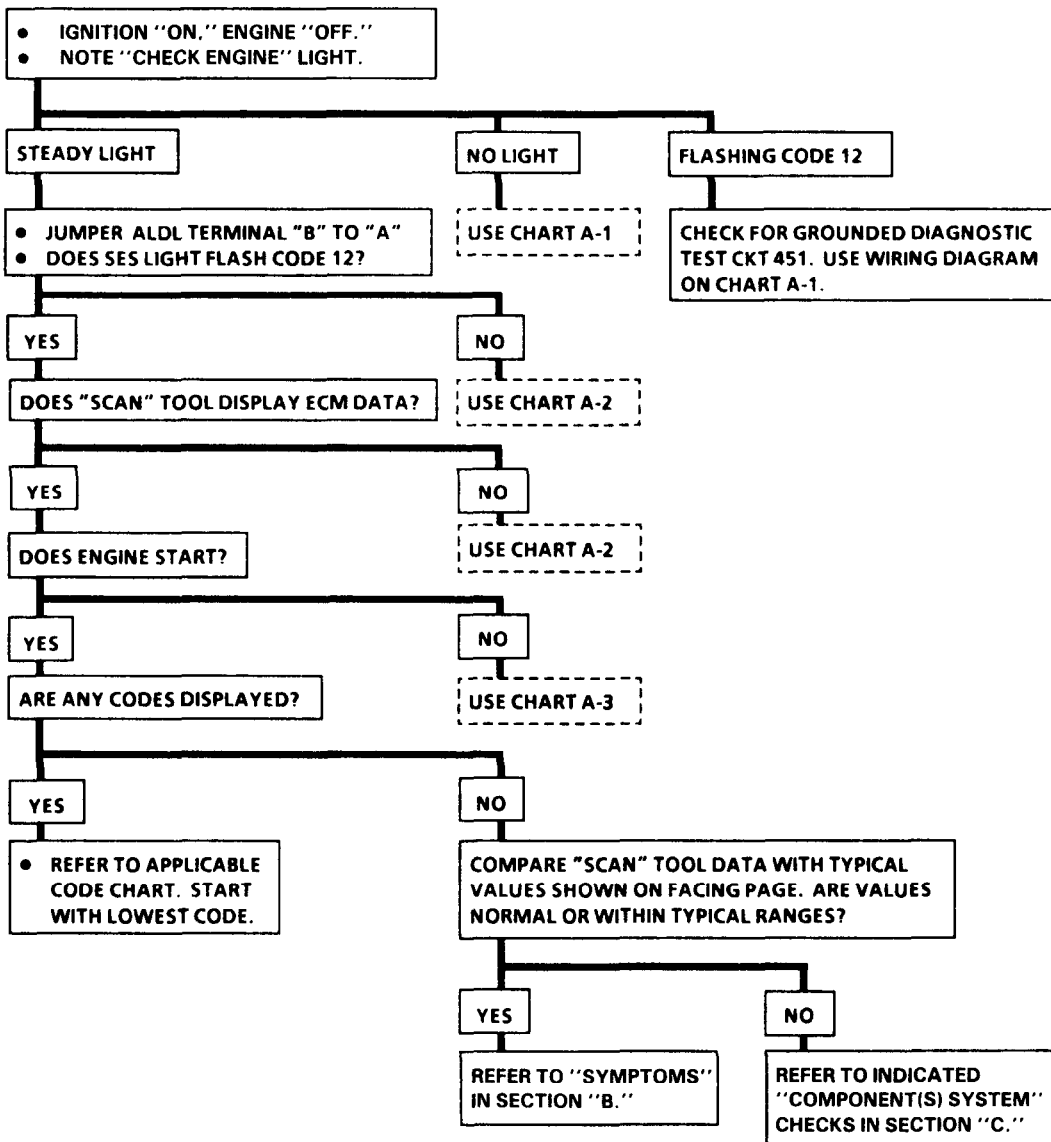 ● IGNITION "ON," ENGINE "OFF."
● NOTE "CHECK ENGINE" LIGHT.
STEADY LIGHT
NO LIGHT
FLASHING CODE 12
● JUMPER ALDL TERMINAL "B" TO "A"
● DOES SES LIGHT FLASH CODE 12?
USE CHART A-1
CHECK FOR GROUNDED DIAGNOSTIC
TEST CKT 451. USE WIRING DIAGRAM
ON CHART A-1.
YES
NO
DOES "SCAN" TOOL DISPLAY ECM DATA?
USE CHART A-2
YES
NO
DOES ENGINE START?
USE CHART A-2
YES
NO
ARE ANY CODES DISPLAYED?
USE CHART A-3
YES
NO
● REFER TO APPLICABLE
CODE CHART. START
WITH LOWEST CODE.
COMPARE "SCAN" TOOL DATA WITH TYPICAL
VALUES SHOWN ON FACING PAGE. ARE VALUES
NORMAL OR WITHIN TYPICAL RANGES?
YES
NO
REFER TO "SYMPTOMS"
IN SECTION "B."
REFER TO INDICATED
"COMPONENT(S) SYSTEM"
CHECKS IN SECTION "C."